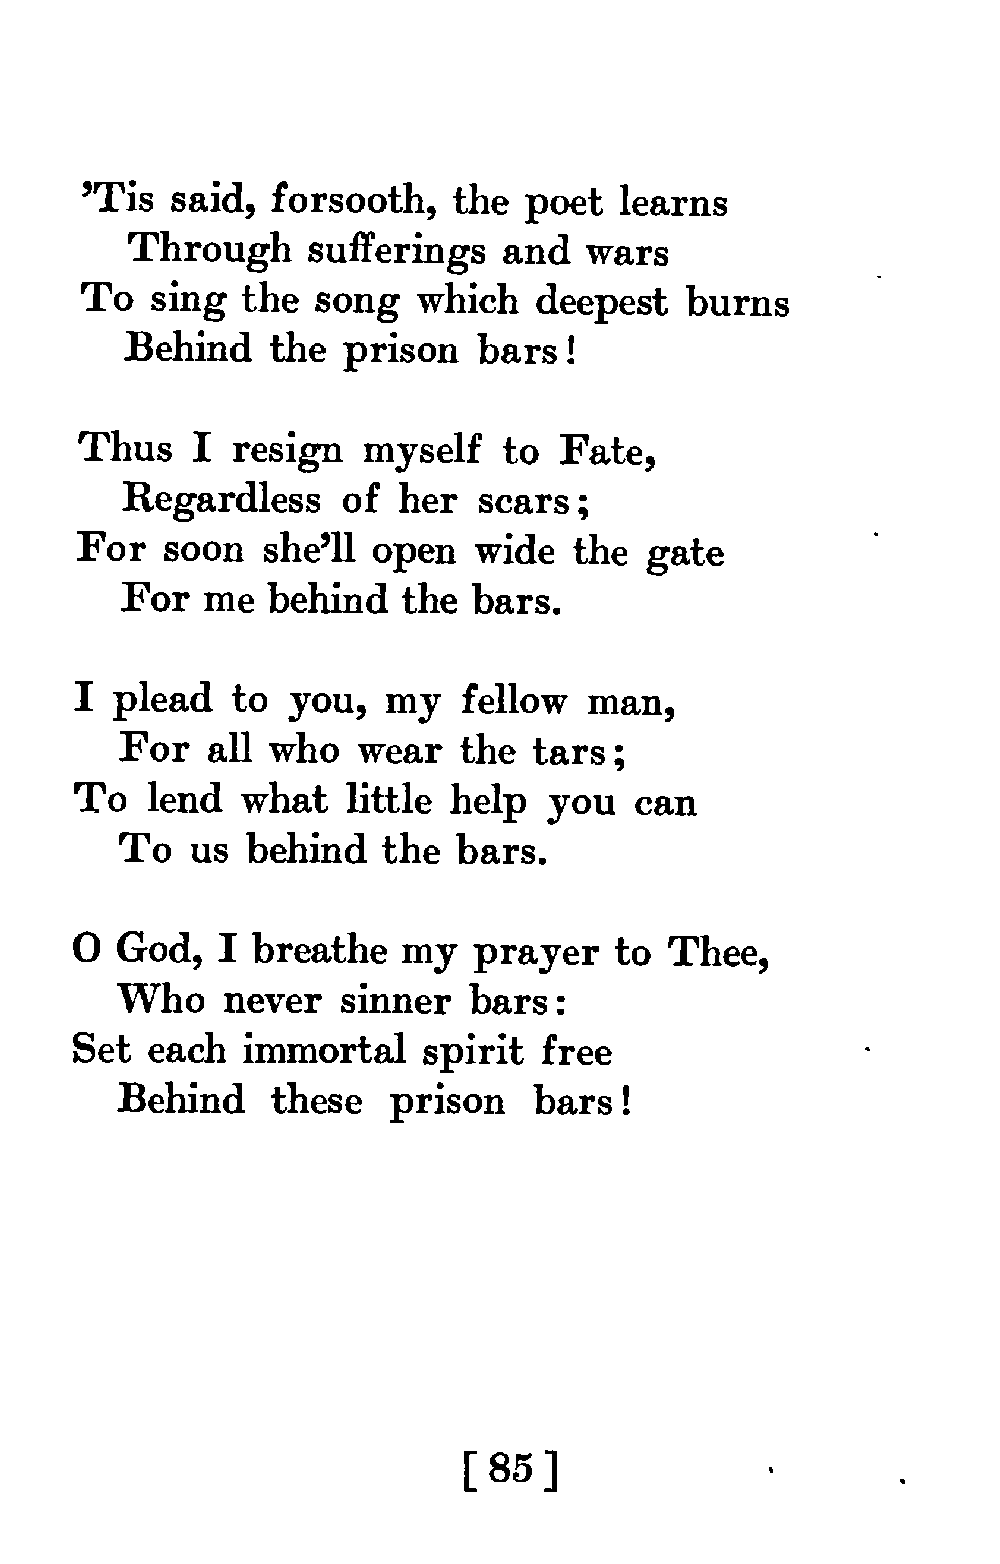 ’Tis said, forsooth, the poet learns
Through sufferings and wars
To sing the song which deepest burns
Behind the prison bars!
Thus I resign myself to Fate,
Regardless of her scars;
For soon she’ll open wide the gate
For me behind the bars.
I plead to you, my fellow man,
For all who wear the tars;
To lend what little help you can
To us behind the bars.
O God, I breathe my prayer to Thee,
Who never sinner bars:
Set each immortal spirit free
Behind these prison bars!
[ 85 ]